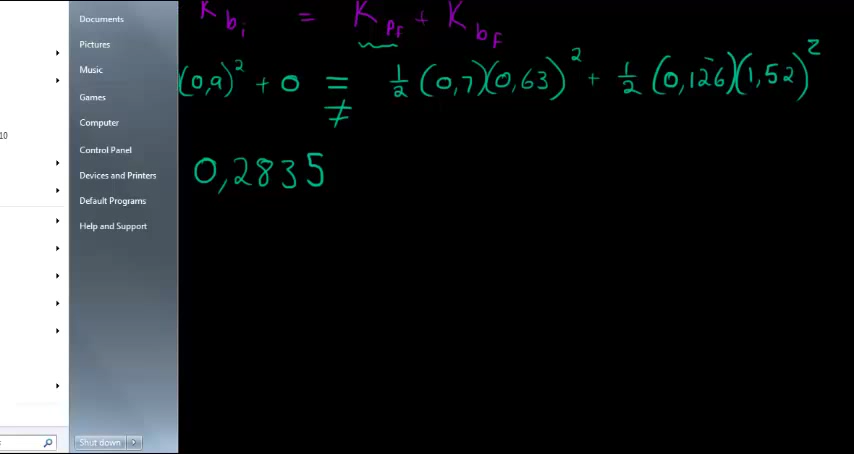 Documents
Pictures
Music
Games
Computer
10
Control Panel
Devices and Printers
Default Programs
Help and Support
Shut down
K_{b_i} = K_{P_f} + K_{b_f}
(0,9)² + 0 = ½ (0,7)(0,63)² + ½ (0,126)(1,52)²
≠
0,2835